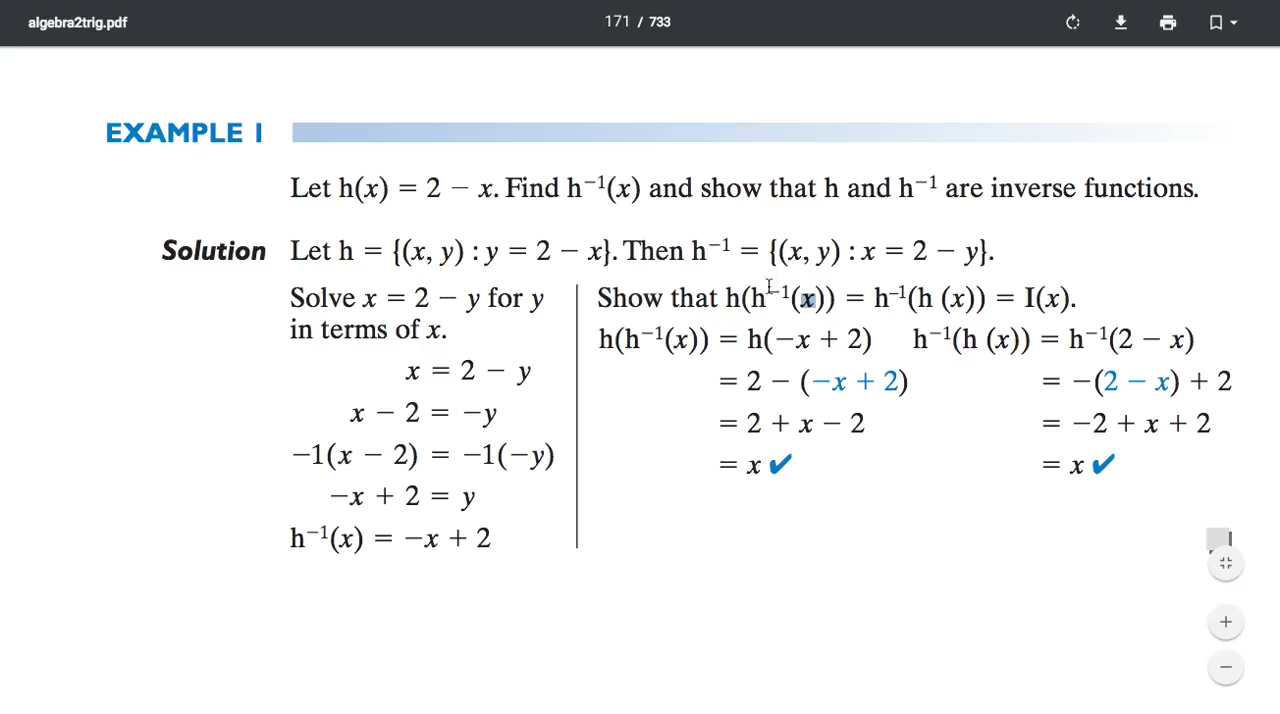 algebra2trig.pdf
171 / 733
EXAMPLE 1
Let h(x) = 2 − x. Find h⁻¹(x) and show that h and h⁻¹ are inverse functions.
Solution Let h = {(x, y) : y = 2 − x}. Then h⁻¹ = {(x, y) : x = 2 − y}.
Solve x = 2 − y for y
in terms of x.
x = 2 − y
x − 2 = −y
−1(x − 2) = −1(−y)
−x + 2 = y
h⁻¹(x) = −x + 2
Show that h(h⁻¹(x)) = h⁻¹(h (x)) = I(x).
h(h⁻¹(x)) = h(−x + 2)
= 2 − (−x + 2)
= 2 + x − 2
= x ✔
h⁻¹(h (x)) = h⁻¹(2 − x)
= −(2 − x) + 2
= −2 + x + 2
= x ✔